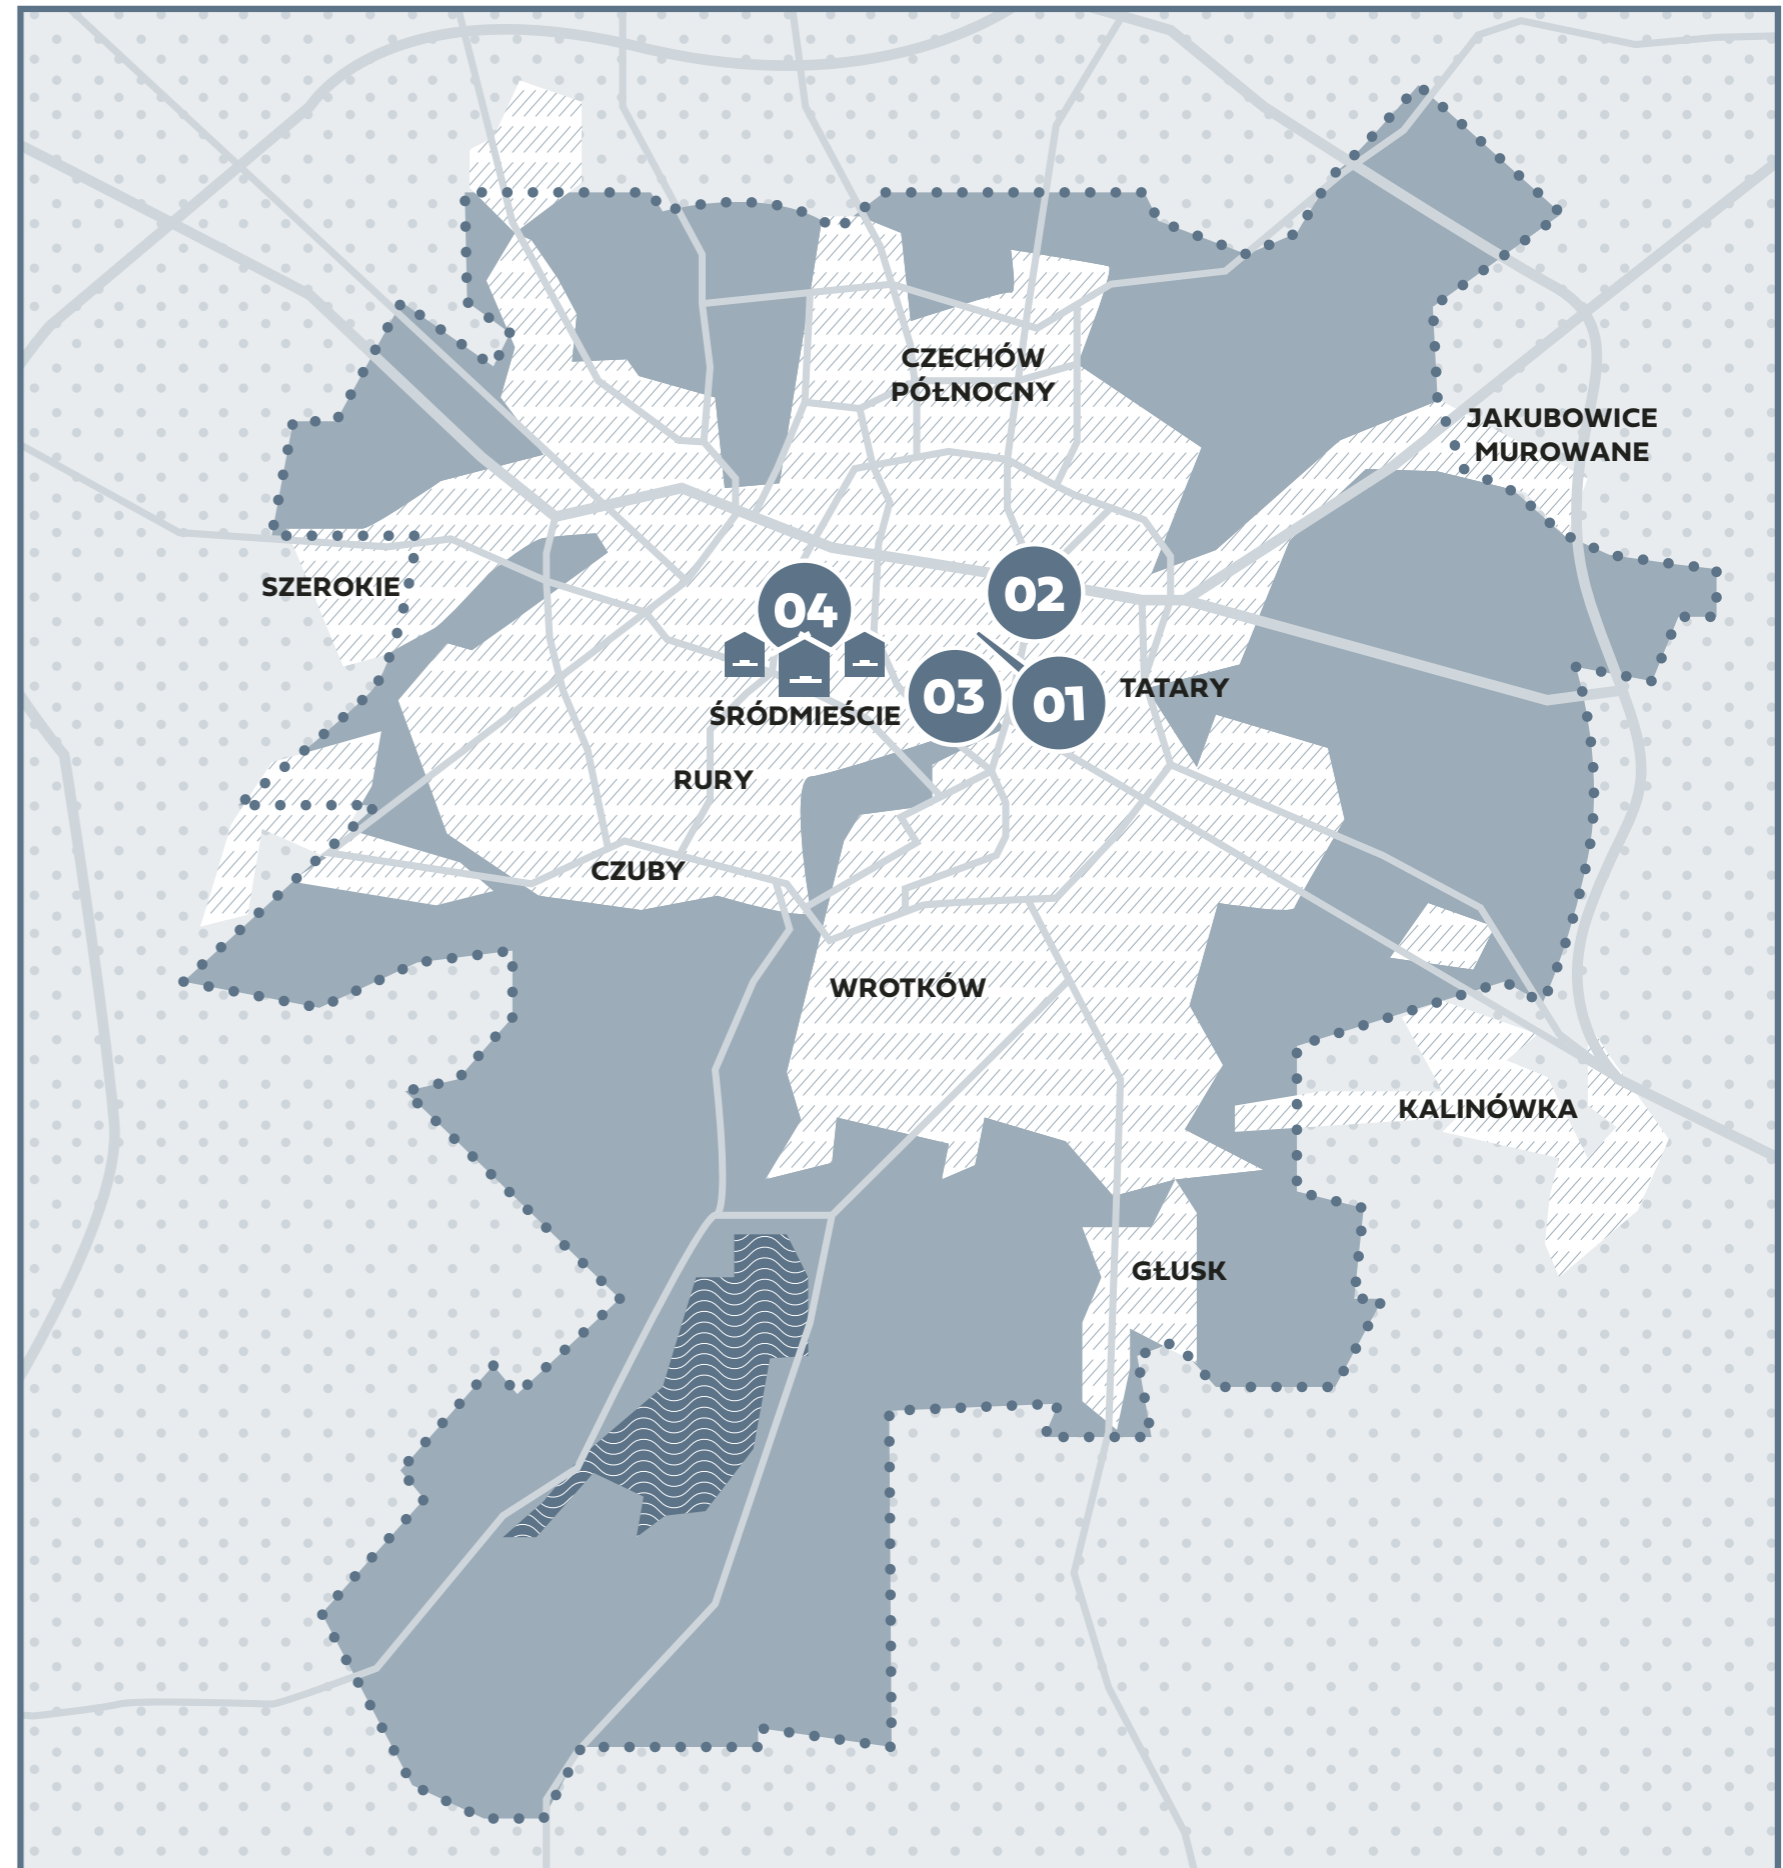 CZECHÓW
PÓŁNOCNY
JAKUBOWICE
MUROWANE
SZEROKIE
04
02
03
01
TATARY
ŚRÓDMIEŚCIE
RURY
CZUBY
WROTKÓW
KALINÓWKA
GŁUSK